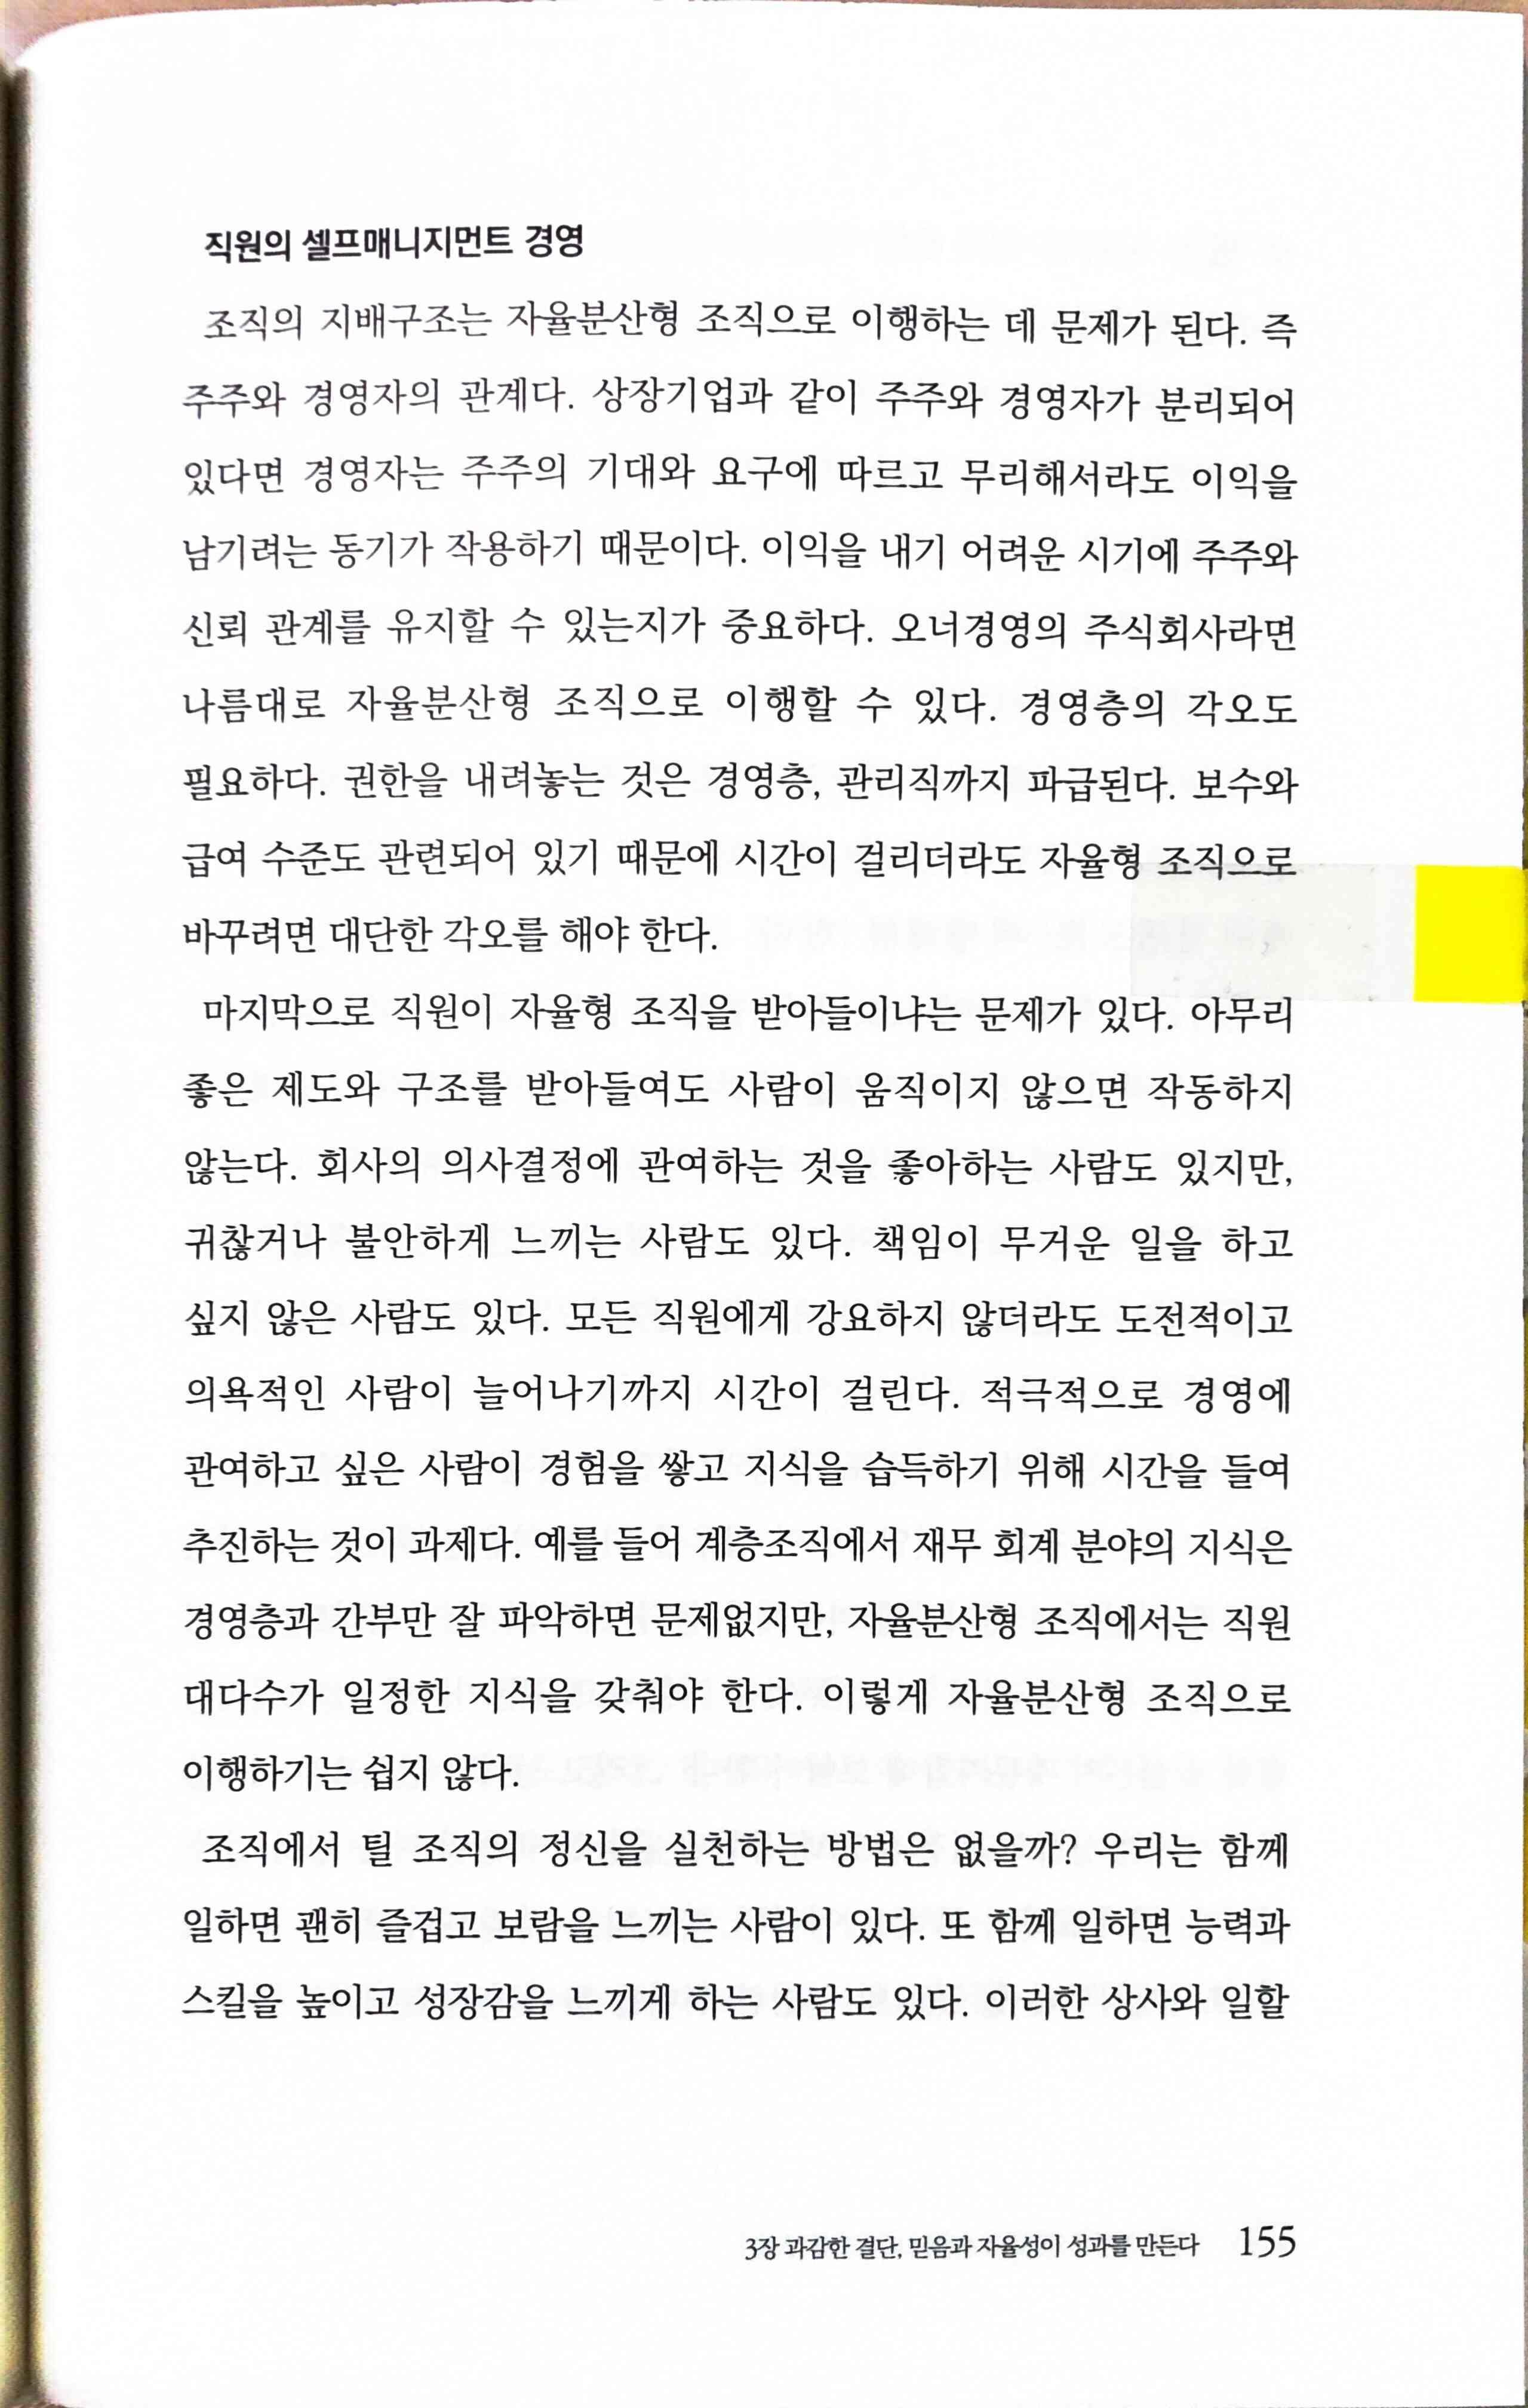 직원의 셀프매니지먼트 경영
조직의 지배구조는 자율분산형 조직으로 이행하는 데 문제가 된다. 즉
주주와 경영자의 관계다. 상장기업과 같이 주주와 경영자가 분리되어
있다면 경영자는 주주의 기대와 요구에 따르고 무리해서라도 이익을
남기려는 동기가 작용하기 때문이다. 이익을 내기 어려운 시기에 주주와
신뢰 관계를 유지할 수 있는지가 중요하다. 오너경영의 주식회사라면
나름대로 자율분산형 조직으로 이행할 수 있다. 경영층의 각오도
필요하다. 권한을 내려놓는 것은 경영층, 관리직까지 파급된다. 보수와
급여 수준도 관련되어 있기 때문에 시간이 걸리더라도 자율형 조직으로
바꾸려면 대단한 각오를 해야 한다.
마지막으로 직원이 자율형 조직을 받아들이냐는 문제가 있다. 아무리
좋은 제도와 구조를 받아들여도 사람이 움직이지 않으면 작동하지
않는다. 회사의 의사결정에 관여하는 것을 좋아하는 사람도 있지만,
귀찮거나 불안하게 느끼는 사람도 있다. 책임이 무거운 일을 하고
싶지 않은 사람도 있다. 모든 직원에게 강요하지 않더라도 도전적이고
의욕적인 사람이 늘어나기까지 시간이 걸린다. 적극적으로 경영에
관여하고 싶은 사람이 경험을 쌓고 지식을 습득하기 위해 시간을 들여
추진하는 것이 과제다. 예를 들어 계층조직에서 재무 회계 분야의 지식은
경영층과 간부만 잘 파악하면 문제없지만, 자율분산형 조직에서는 직원
대다수가 일정한 지식을 갖춰야 한다. 이렇게 자율분산형 조직으로
이행하기는 쉽지 않다.
조직에서 틸 조직의 정신을 실천하는 방법은 없을까? 우리는 함께
일하면 괜히 즐겁고 보람을 느끼는 사람이 있다. 또 함께 일하면 능력과
스킬을 높이고 성장감을 느끼게 하는 사람도 있다. 이러한 상사와 일할
3장 과감한 결단, 믿음과 자율성이 성과를 만든다 155